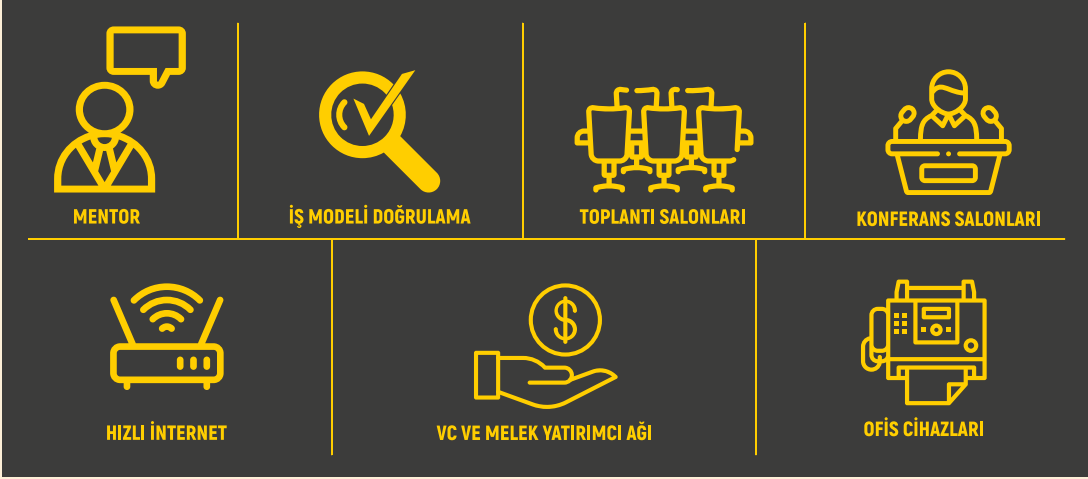 MENTOR
İŞ MODELİ DOĞRULAMA
TOPLANTI SALONLARI
KONFERANS SALONLARI
HIZLI İNTERNET
$
VC VE MELEK YATIRIMCI AĞI
OFİS CİHAZLARI